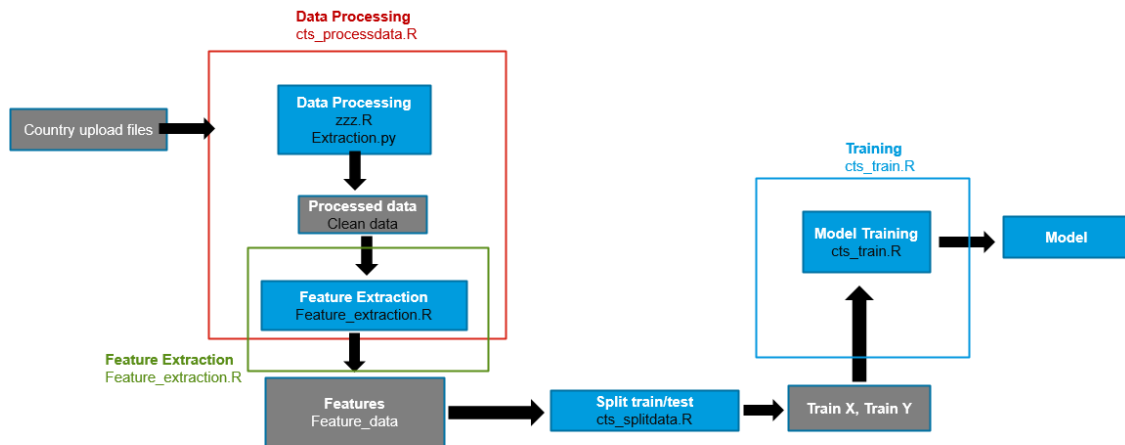 Data Processing
cts_processdata.R
Country upload files
Data Processing
zzz.R
Extraction.py
Processed data
Clean data
Feature Extraction
Feature_extraction.R
Feature Extraction
Feature_extraction.R
Features
Feature_data
Split train/test
cts_splitdata.R
Train X, Train Y
Training
cts_train.R
Model Training
cts_train.R
Model